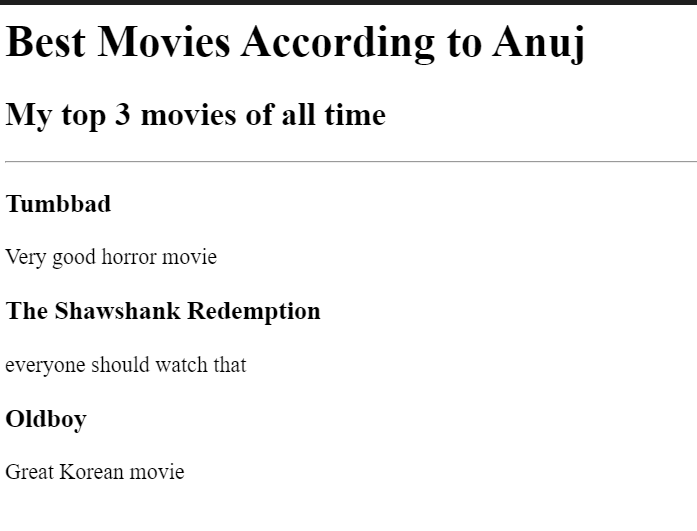 Best Movies According to Anuj
My top 3 movies of all time
Tumbbad
Very good horror movie
The Shawshank Redemption
everyone should watch that
Oldboy
Great Korean movie